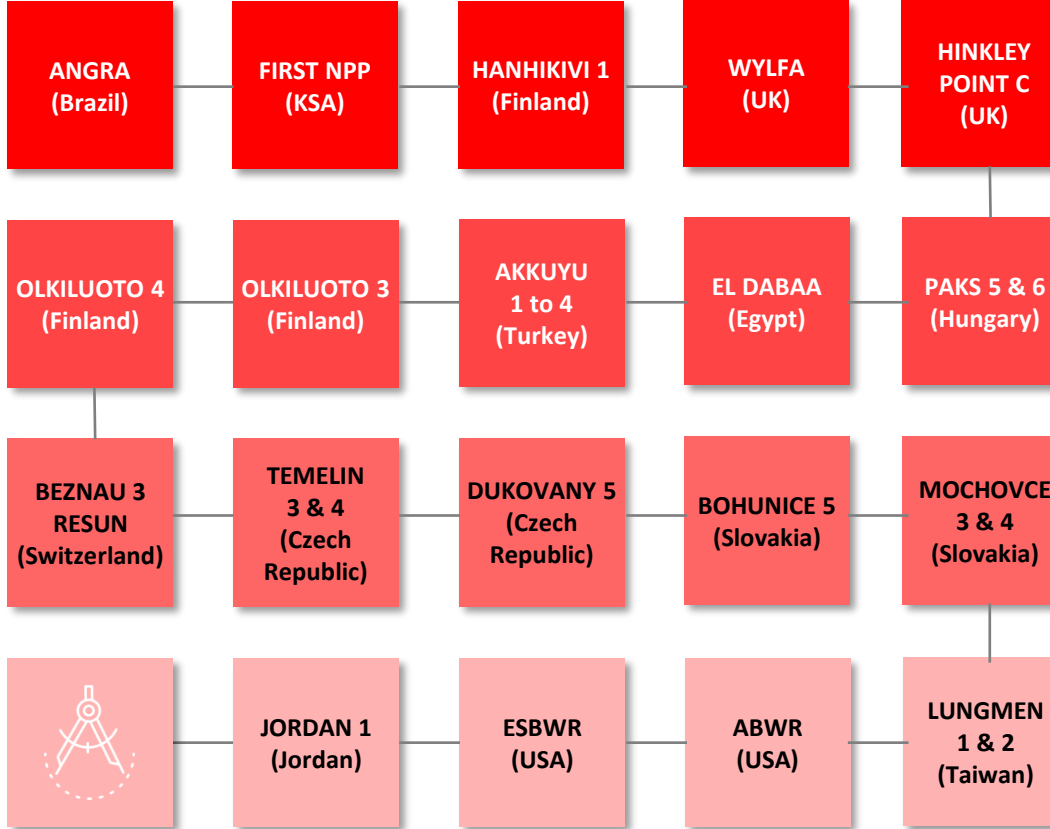 ANGRA
(Brazil)
FIRST NPP
(KSA)
HANHIKIVI 1
(Finland)
WYLFA
(UK)
HINKLEY
POINT C
(UK)
OLKILUOTO 4
(Finland)
OLKILUOTO 3
(Finland)
AKKUYU
1 to 4
(Turkey)
EL DABAA
(Egypt)
PAKS 5 & 6
(Hungary)
BEZNAU 3
RESUN
(Switzerland)
TEMELIN
3 & 4
(Czech
Republic)
DUKOVANY 5
(Czech
Republic)
BOHUNICE 5
(Slovakia)
MOCHOVCE
3 & 4
(Slovakia)
JORDAN 1
(Jordan)
ESBWR
(USA)
ABWR
(USA)
LUNGMEN
1 & 2
(Taiwan)